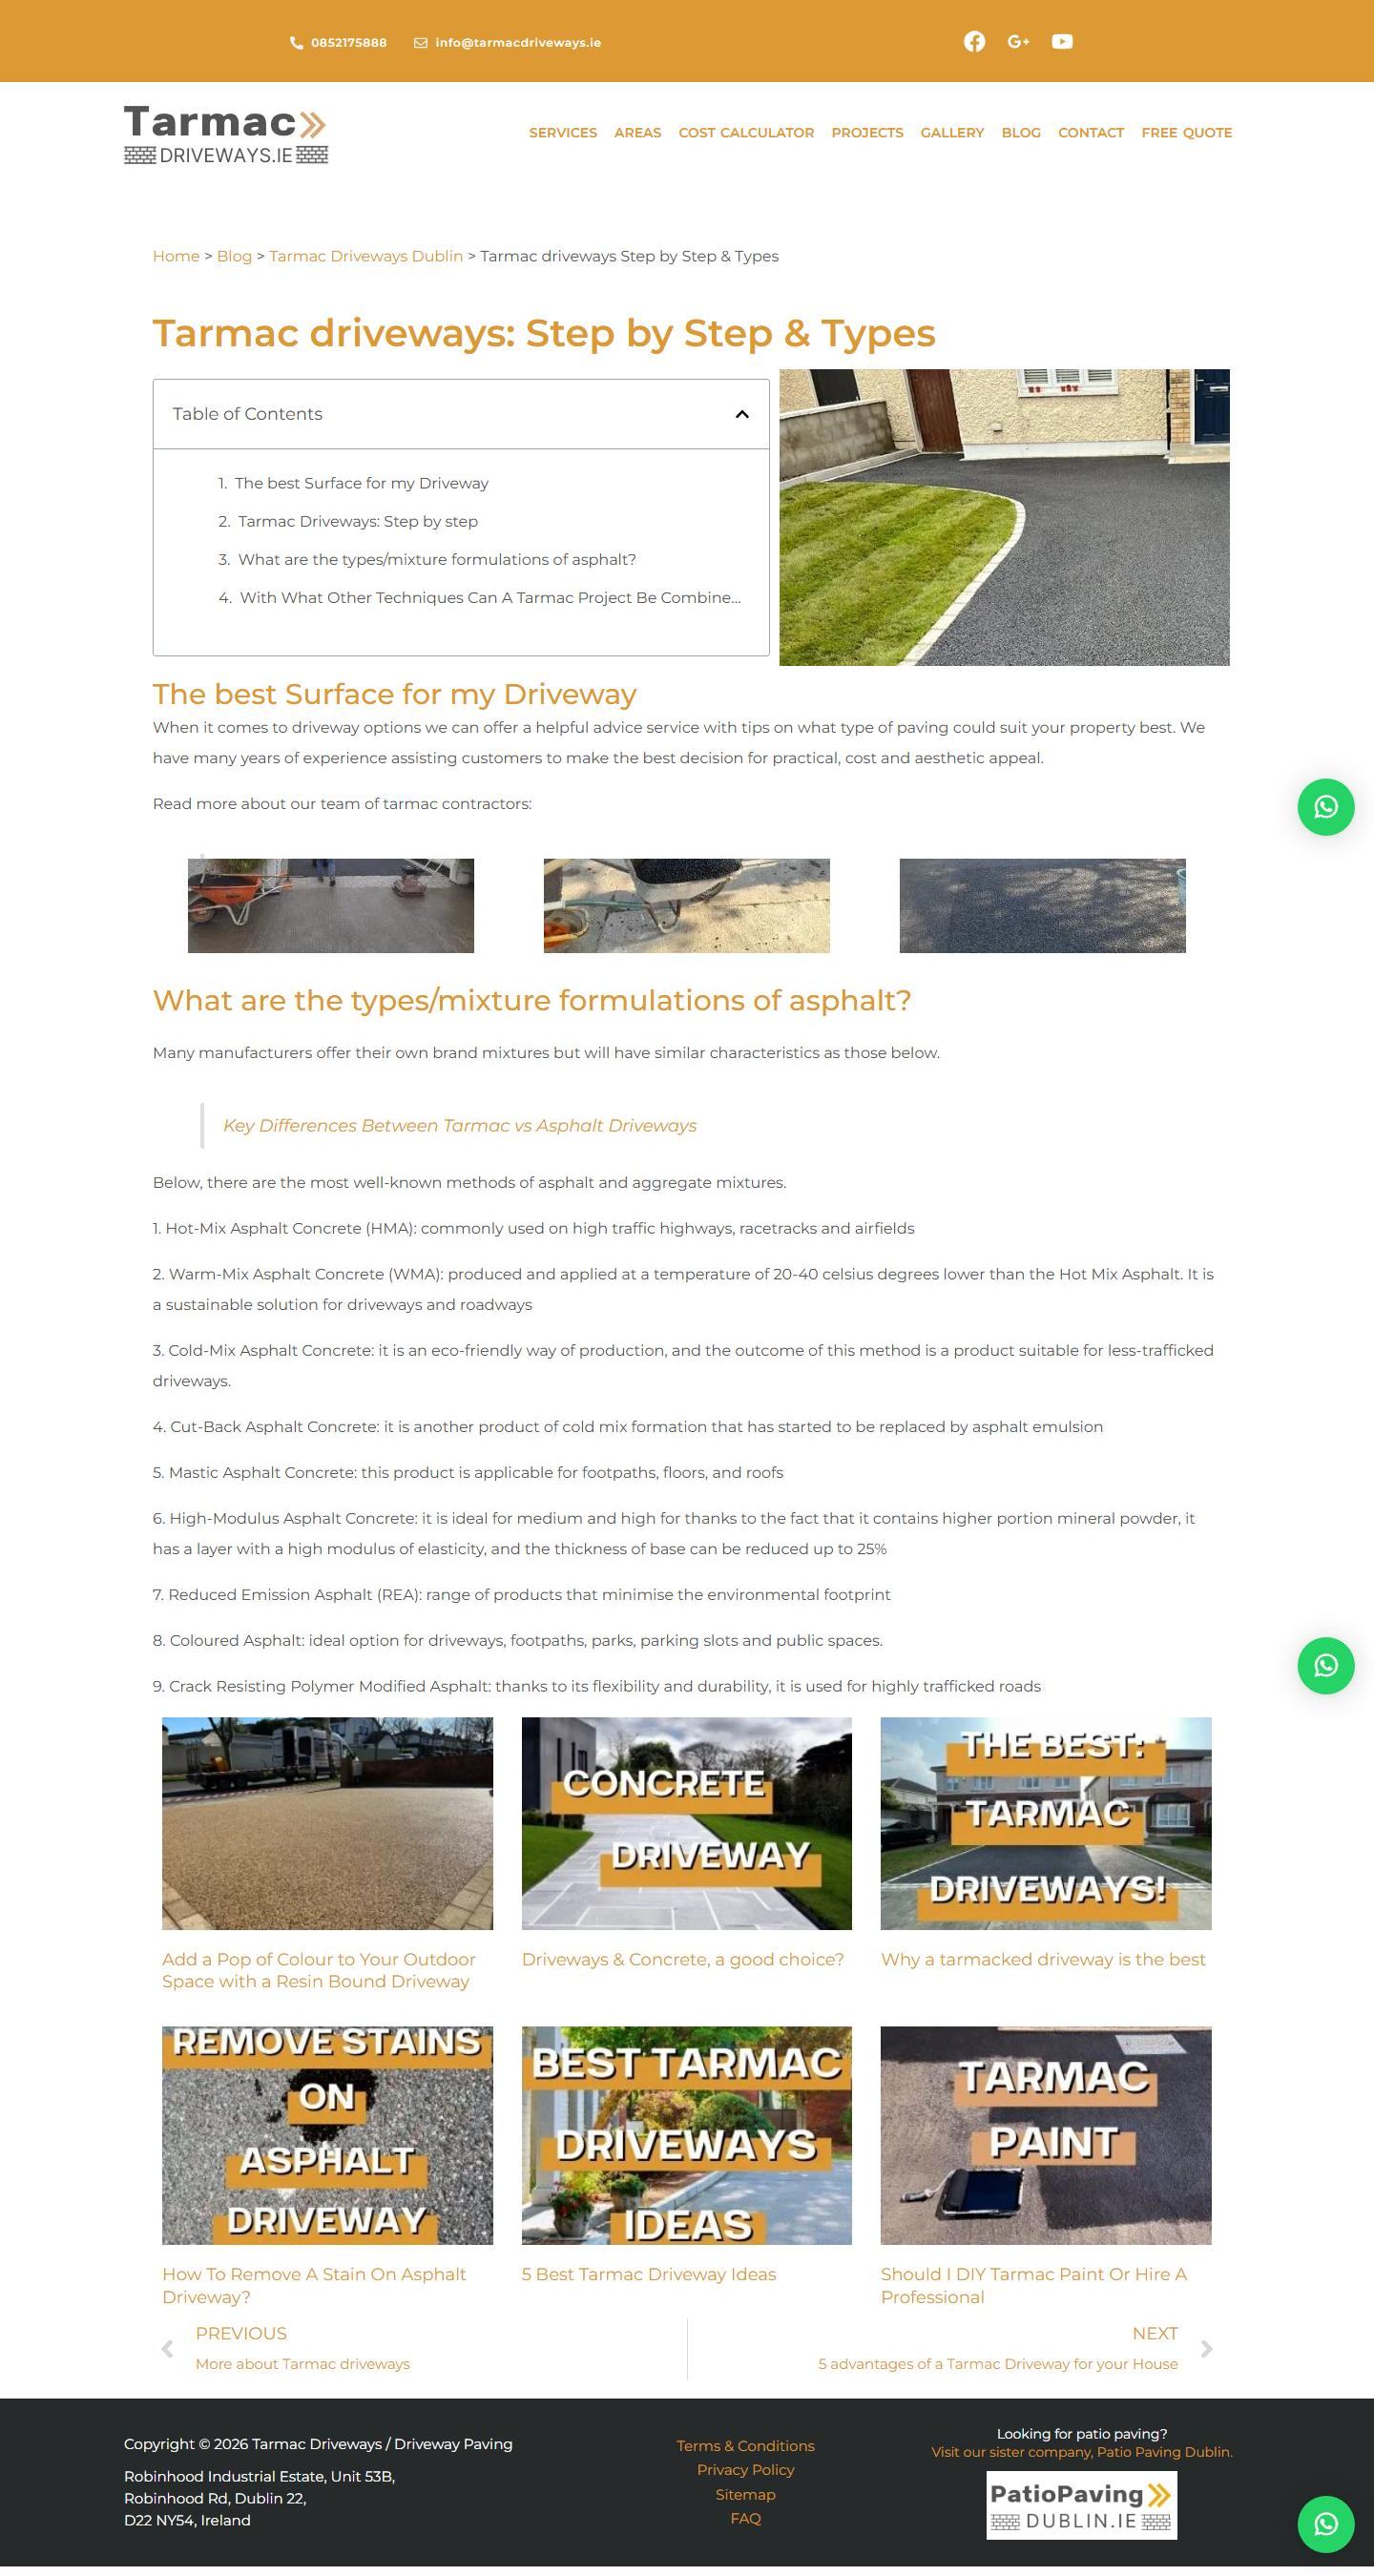 0852175888
info@tarmacdriveways.ie
Tarmac
DRIVEWAYS.IE
SERVICES AREAS COST CALCULATOR PROJECTS GALLERY BLOG CONTACT FREE QUOTE
Home > Blog > Tarmac Driveways Dublin > Tarmac driveways Step by Step & Types
Tarmac driveways: Step by Step & Types
Table of Contents
1. The best Surface for my Driveway
2. Tarmac Driveways: Step by step
3. What are the types/mixture formulations of asphalt?
4. With What Other Techniques Can A Tarmac Project Be Combine...
The best Surface for my Driveway
When it comes to driveway options we can offer a helpful advice service with tips on what type of paving could suit your property best. We
have many years of experience assisting customers to make the best decision for practical, cost and aesthetic appeal.
Read more about our team of tarmac contractors:
What are the types/mixture formulations of asphalt?
Many manufacturers offer their own brand mixtures but will have similar characteristics as those below.
Key Differences Between Tarmac vs Asphalt Driveways
Below, there are the most well-known methods of asphalt and aggregate mixtures.
1. Hot-Mix Asphalt Concrete (HMA): commonly used on high traffic highways, racetracks and airfields
2. Warm-Mix Asphalt Concrete (WMA): produced and applied at a temperature of 20-40 celsius degrees lower than the Hot Mix Asphalt. It is
a sustainable solution for driveways and roadways
3. Cold-Mix Asphalt Concrete: it is an eco-friendly way of production, and the outcome of this method is a product suitable for less-trafficked
driveways.
4. Cut-Back Asphalt Concrete: it is another product of cold mix formation that has started to be replaced by asphalt emulsion
5. Mastic Asphalt Concrete: this product is applicable for footpaths, floors, and roofs
6. High-Modulus Asphalt Concrete: it is ideal for medium and high for thanks to the fact that it contains higher portion mineral powder, it
has a layer with a high modulus of elasticity, and the thickness of base can be reduced up to 25%
7. Reduced Emission Asphalt (REA): range of products that minimise the environmental footprint
8. Coloured Asphalt: ideal option for driveways, footpaths, parks, parking slots and public spaces.
9. Crack Resisting Polymer Modified Asphalt: thanks to its flexibility and durability, it is used for highly trafficked roads
Add a Pop of Colour to Your Outdoor
Space with a Resin Bound Driveway
CONCRETE
DRIVEWAY
Driveways & Concrete, a good choice?
THE BEST:
TARMAC
DRIVEWAYS!
Why a tarmacked driveway is the best
REMOVE STAINS
ON
ASPHALT
DRIVEWAY
How To Remove A Stain On Asphalt
Driveway?
BEST TARMAC
DRIVEWAYS
IDEAS
5 Best Tarmac Driveway Ideas
TARMAC
PAINT
Should I DIY Tarmac Paint Or Hire A
Professional
PREVIOUS
More about Tarmac driveways
NEXT
5 advantages of a Tarmac Driveway for your House
Copyright © 2026 Tarmac Driveways / Driveway Paving
Robinhood Industrial Estate, Unit 53B,
Robinhood Rd, Dublin 22,
D22 NY54, Ireland
Terms & Conditions
Privacy Policy
Sitemap
FAQ
Looking for patio paving?
Visit our sister company, Patio Paving Dublin.
PatioPaving
DUBLIN.IE